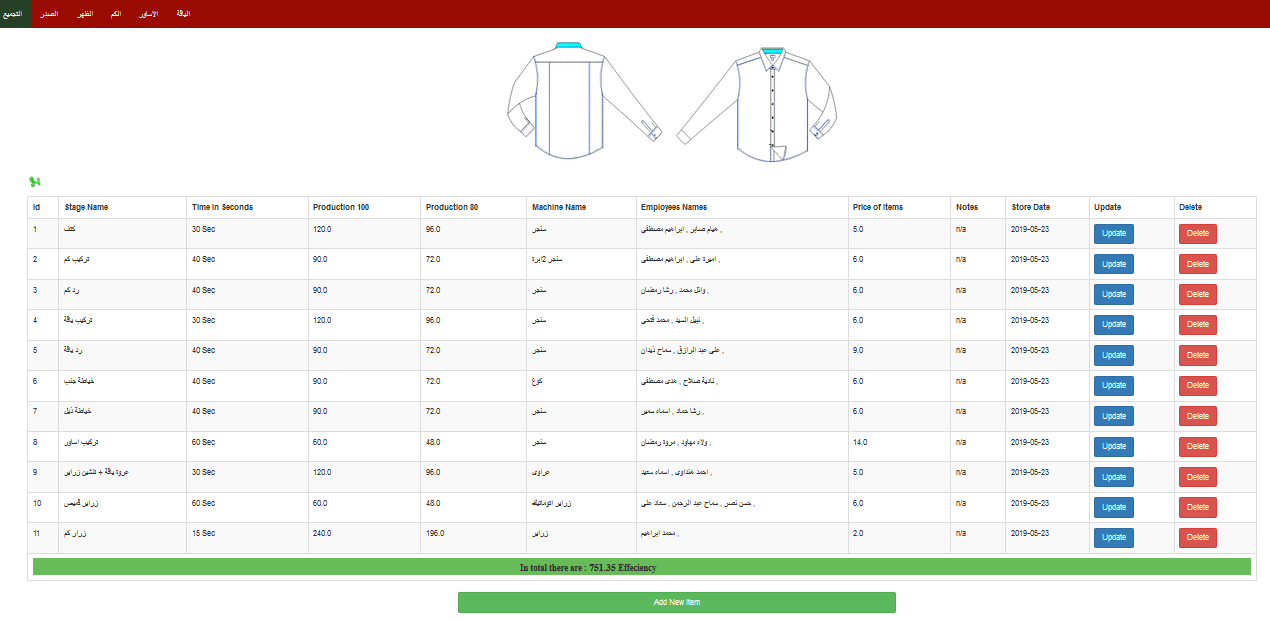 التجميع الصدر الظهر الكم الاساور الياقة
Id Stage Name Time in Seconds Production 100 Production 80 Machine Name Employees Names Price of Items Notes Store Date Update Delete
1 كتف 30 Sec 120.0 96.0 سنجر هيام صابر , ابراهيم مصطفى , 5.0 n/a 2019-05-23 Update Delete
2 تركيب كم 40 Sec 90.0 72.0 سنجر 2ابرة اميرة على , ابراهيم مصطفى , 6.0 n/a 2019-05-23 Update Delete
3 رد كم 40 Sec 90.0 72.0 سنجر وائل محمد , رشا رمضان , 6.0 n/a 2019-05-23 Update Delete
4 تركيب ياقة 30 Sec 120.0 96.0 سنجر نبيل السيد , محمد فتحى , 6.0 n/a 2019-05-23 Update Delete
5 رد ياقة 40 Sec 90.0 72.0 سنجر على عبد الرازق , سماح ذيدان , 9.0 n/a 2019-05-23 Update Delete
6 خياطة جنب 40 Sec 90.0 72.0 كوع نادية صلاح , هدى مصطفى , 6.0 n/a 2019-05-23 Update Delete
7 خياطة ذيل 40 Sec 90.0 72.0 سنجر رشا حماد , اسماء سمير , 6.0 n/a 2019-05-23 Update Delete
8 تركيب اساور 60 Sec 60.0 48.0 سنجر ولاء , مروة رمضان , 14.0 n/a 2019-05-23 Update Delete
9 عروة ياقة + تنشين زراير 30 Sec 120.0 96.0 عراوى احمد هنداوى , اسماء سعيد , 5.0 n/a 2019-05-23 Update Delete
10 زراير قميص 60 Sec 60.0 48.0 زراير اتوماتيك حسن نصر , سماح عبد الرحمن , سعاد على , 6.0 n/a 2019-05-23 Update Delete
11 زرار كم 15 Sec 240.0 196.0 زراير محمد ابراهيم , 2.0 n/a 2019-05-23 Update Delete
In total there are : 751.35 Effeciency
Add New Item